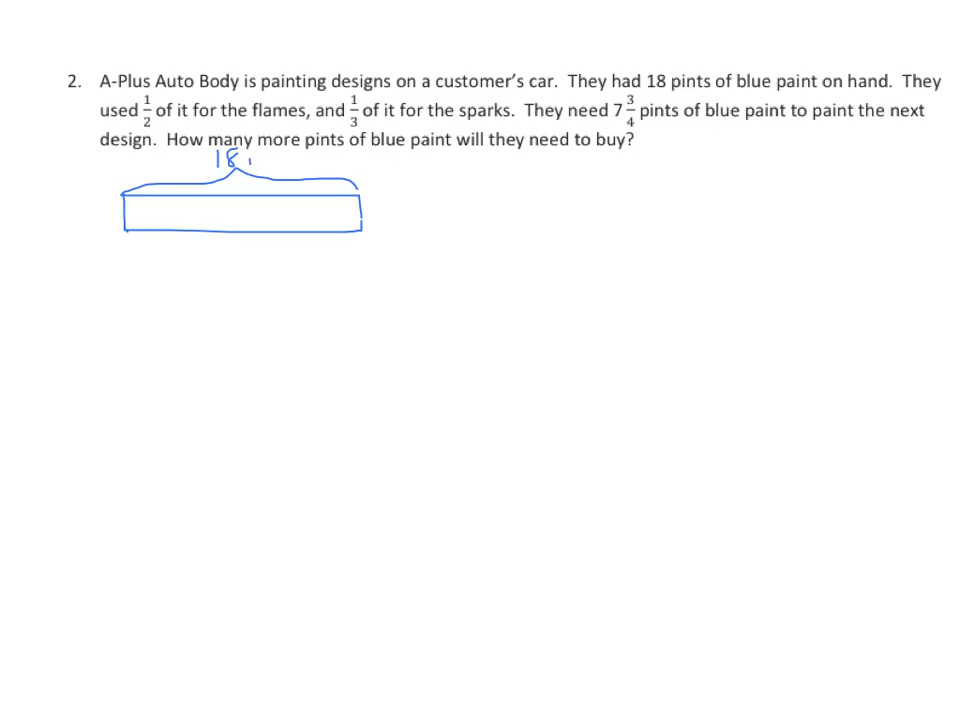 2. A-Plus Auto Body is painting designs on a customer's car. They had 18 pints of blue paint on hand. They
used 1/2 of it for the flames, and 1/3 of it for the sparks. They need 7 3/4 pints of blue paint to paint the next
design. How many more pints of blue paint will they need to buy?
18